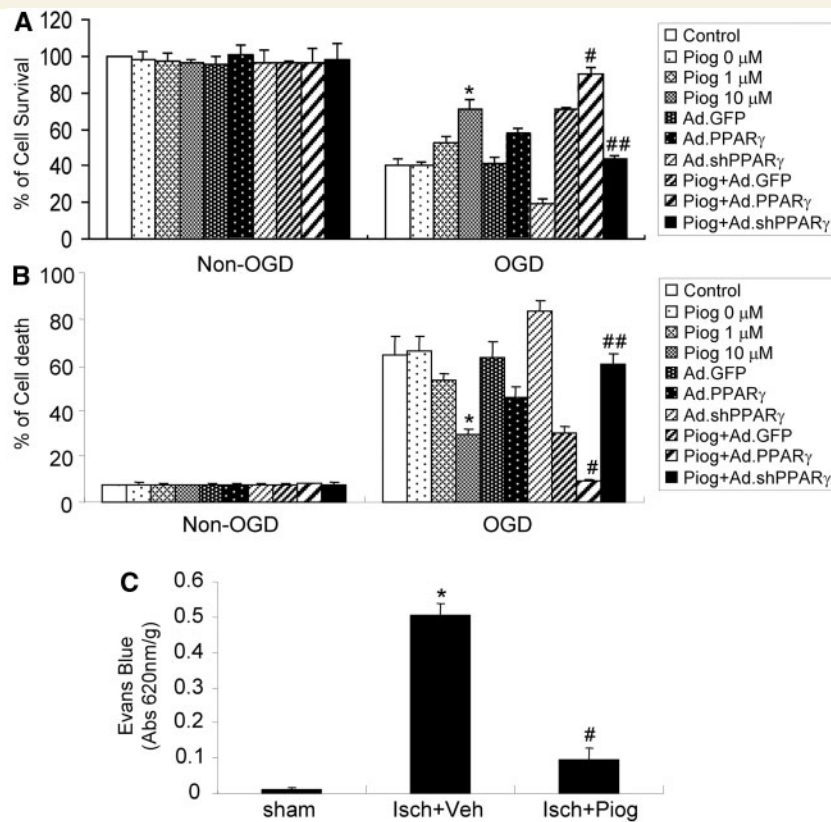 A
120
100
80
60
40
20
0
% of Cell Survival
*
#
##
Non-OGD
OGD
Control
Piog 0 μM
Piog 1 μM
Piog 10 μM
Ad.GFP
Ad.PPARγ
Ad.shPPARγ
Piog+Ad.GFP
Piog+Ad.PPARγ
Piog+Ad.shPPARγ
B
100
80
60
40
20
0
% of Cell death
*
#
##
Non-OGD
OGD
Control
Piog 0 μM
Piog 1 μM
Piog 10 μM
Ad.GFP
Ad.PPARγ
Ad.shPPARγ
Piog+Ad.GFP
Piog+Ad.PPARγ
Piog+Ad.shPPARγ
C
0.6
0.5
0.4
0.3
0.2
0.1
0
Evans Blue
(Abs 620nm/g)
*
#
sham
Isch+Veh
Isch+Piog